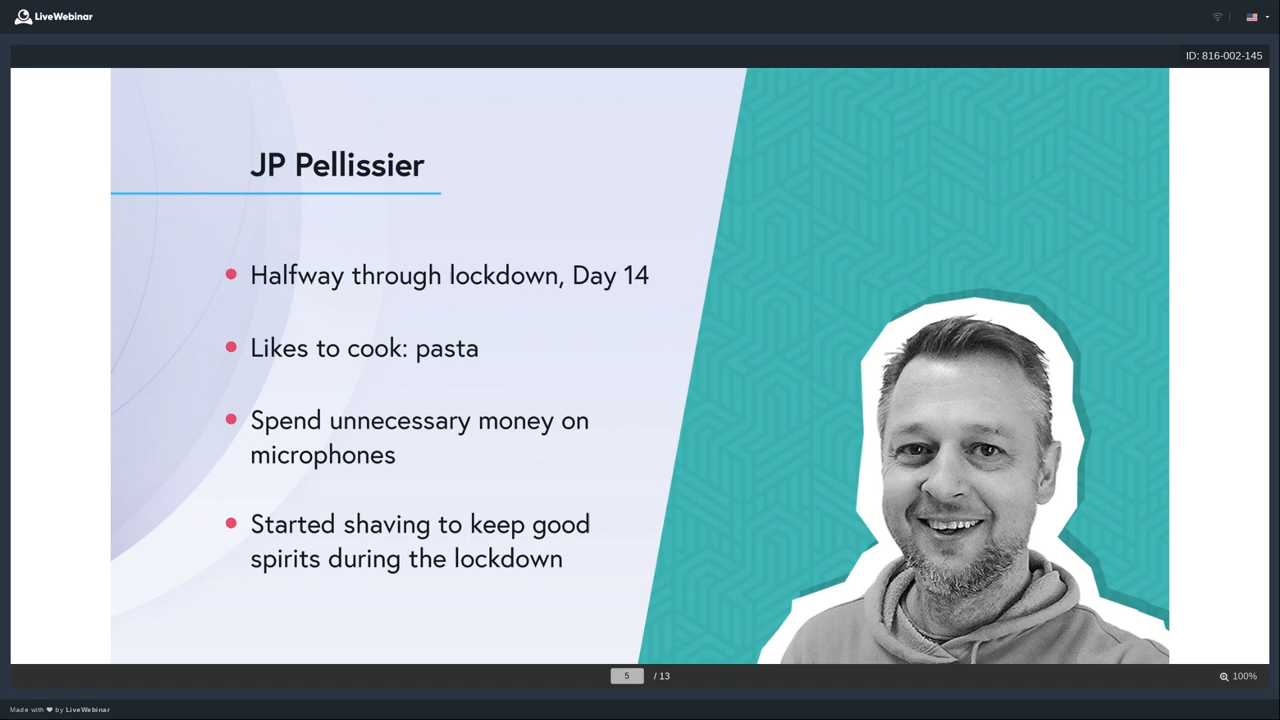 LiveWebinar
ID: 816-002-145
JP Pellissier
Halfway through lockdown, Day 14
Likes to cook: pasta
Spend unnecessary money on
microphones
Started shaving to keep good
spirits during the lockdown
5 / 13
100%
Made with ❤ by LiveWebinar